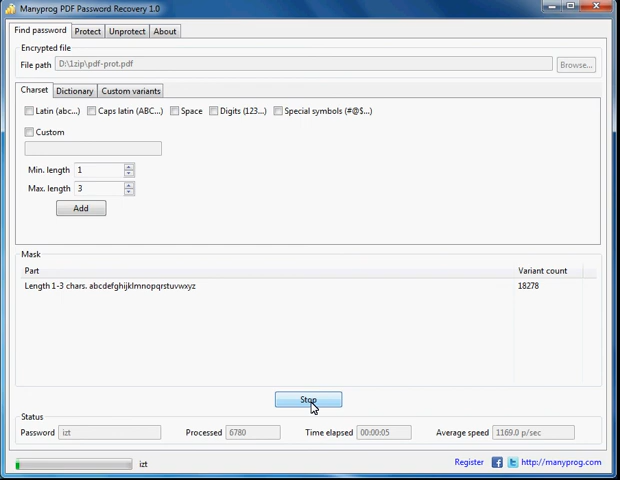 Manyprog PDF Password Recovery 1.0
Find password Protect Unprotect About
Encrypted file
File path D:\1zip\pdf-prot.pdf Browse...
Charset Dictionary Custom variants
Latin (abc...) Caps latin (ABC...) Space Digits (123...) Special symbols (#@$...)
Custom
Min. length 1
Max. length 3
Add
Mask
Part Variant count
Length 1-3 chars. abcdefghijklmnopqrstuvwxyz 18278
Stop
Status
Password izt Processed 6780 Time elapsed 00:00:05 Average speed 1169.0 p/sec
izt Register http://manyprog.com